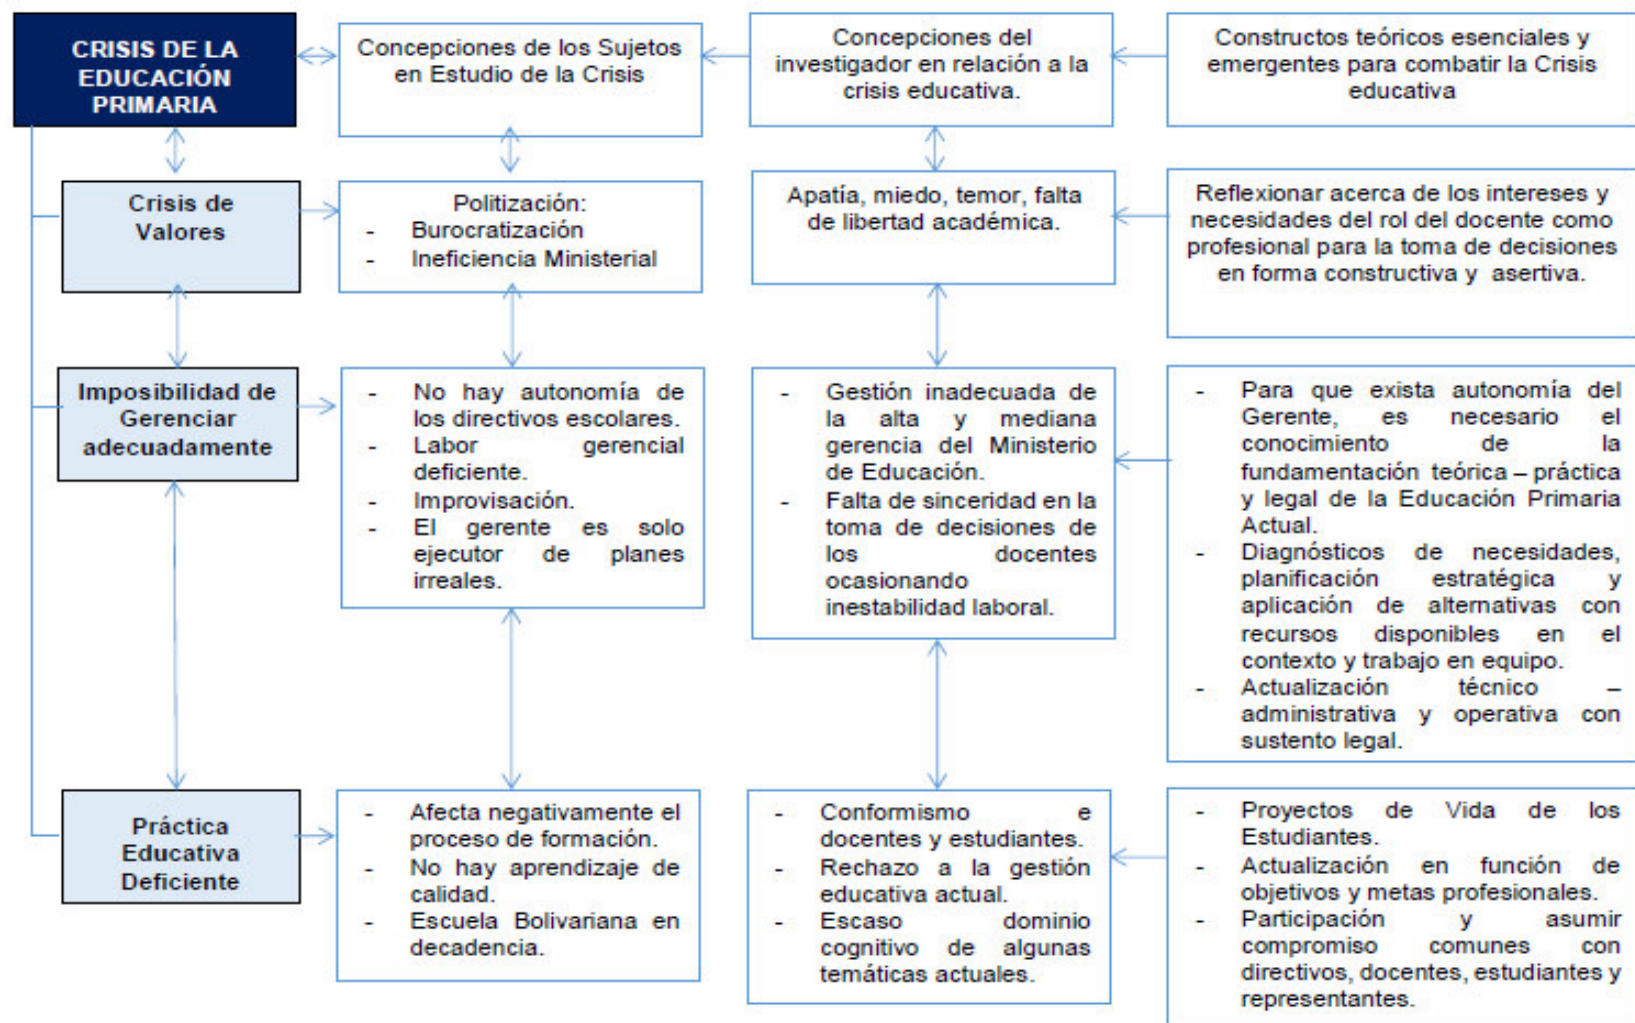 CRISIS DE LA
EDUCACIÓN
PRIMARIA
Concepciones de los Sujetos
en Estudio de la Crisis
Concepciones del
investigador en relación a la
crisis educativa.
Constructos teóricos esenciales y
emergentes para combatir la Crisis
educativa
Crisis de
Valores
Politización:
- Burocratización
- Ineficiencia Ministerial
Apatía, miedo, temor, falta
de libertad académica.
Reflexionar acerca de los intereses y
necesidades del rol del docente como
profesional para la toma de decisiones
en forma constructiva y asertiva.
Imposibilidad de
Gerenciar
adecuadamente
- No hay autonomía de
los directivos escolares.
- Labor gerencial
deficiente.
- Improvisación.
- El gerente es solo
ejecutor de planes
irreales.
- Gestión inadecuada de
la alta y mediana
gerencia del Ministerio
de Educación.
- Falta de sinceridad en la
toma de decisiones de
los docentes
ocasionando
inestabilidad laboral.
- Para que exista autonomía del
Gerente, es necesario el
conocimiento de la
fundamentación teórica – práctica
y legal de la Educación Primaria
Actual.
- Diagnósticos de necesidades,
planificación estratégica y
aplicación de alternativas con
recursos disponibles en el
contexto y trabajo en equipo.
- Actualización técnico –
administrativa y operativa con
sustento legal.
Práctica
Educativa
Deficiente
- Afecta negativamente el
proceso de formación.
- No hay aprendizaje de
calidad.
- Escuela Bolivariana en
decadencia.
- Conformismo e
docentes y estudiantes.
- Rechazo a la gestión
educativa actual.
- Escaso dominio
cognitivo de algunas
temáticas actuales.
- Proyectos de Vida de los
Estudiantes.
- Actualización en función de
objetivos y metas profesionales.
- Participación y asumir
compromiso comunes con
directivos, docentes, estudiantes y
representantes.